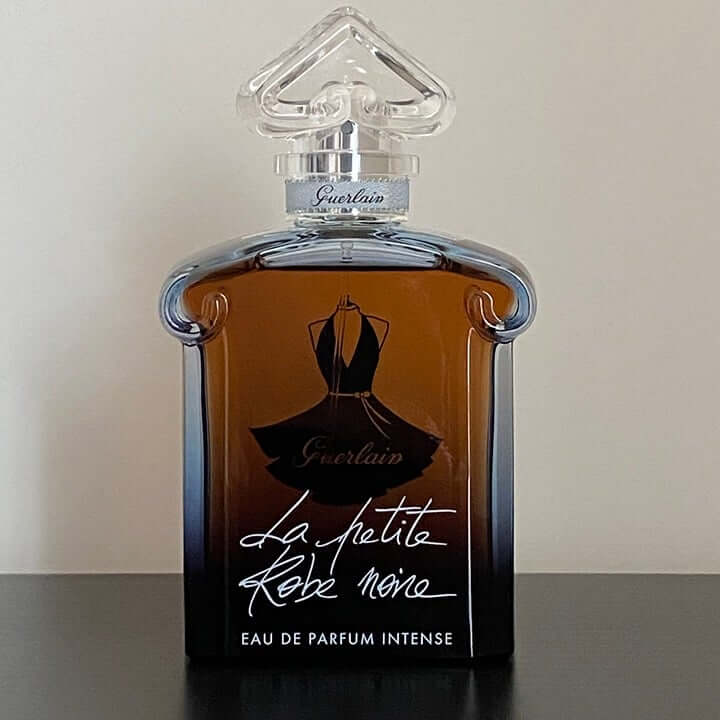 Guerlain
Guerlain
La petite
Robe noire
EAU DE PARFUM INTENSE